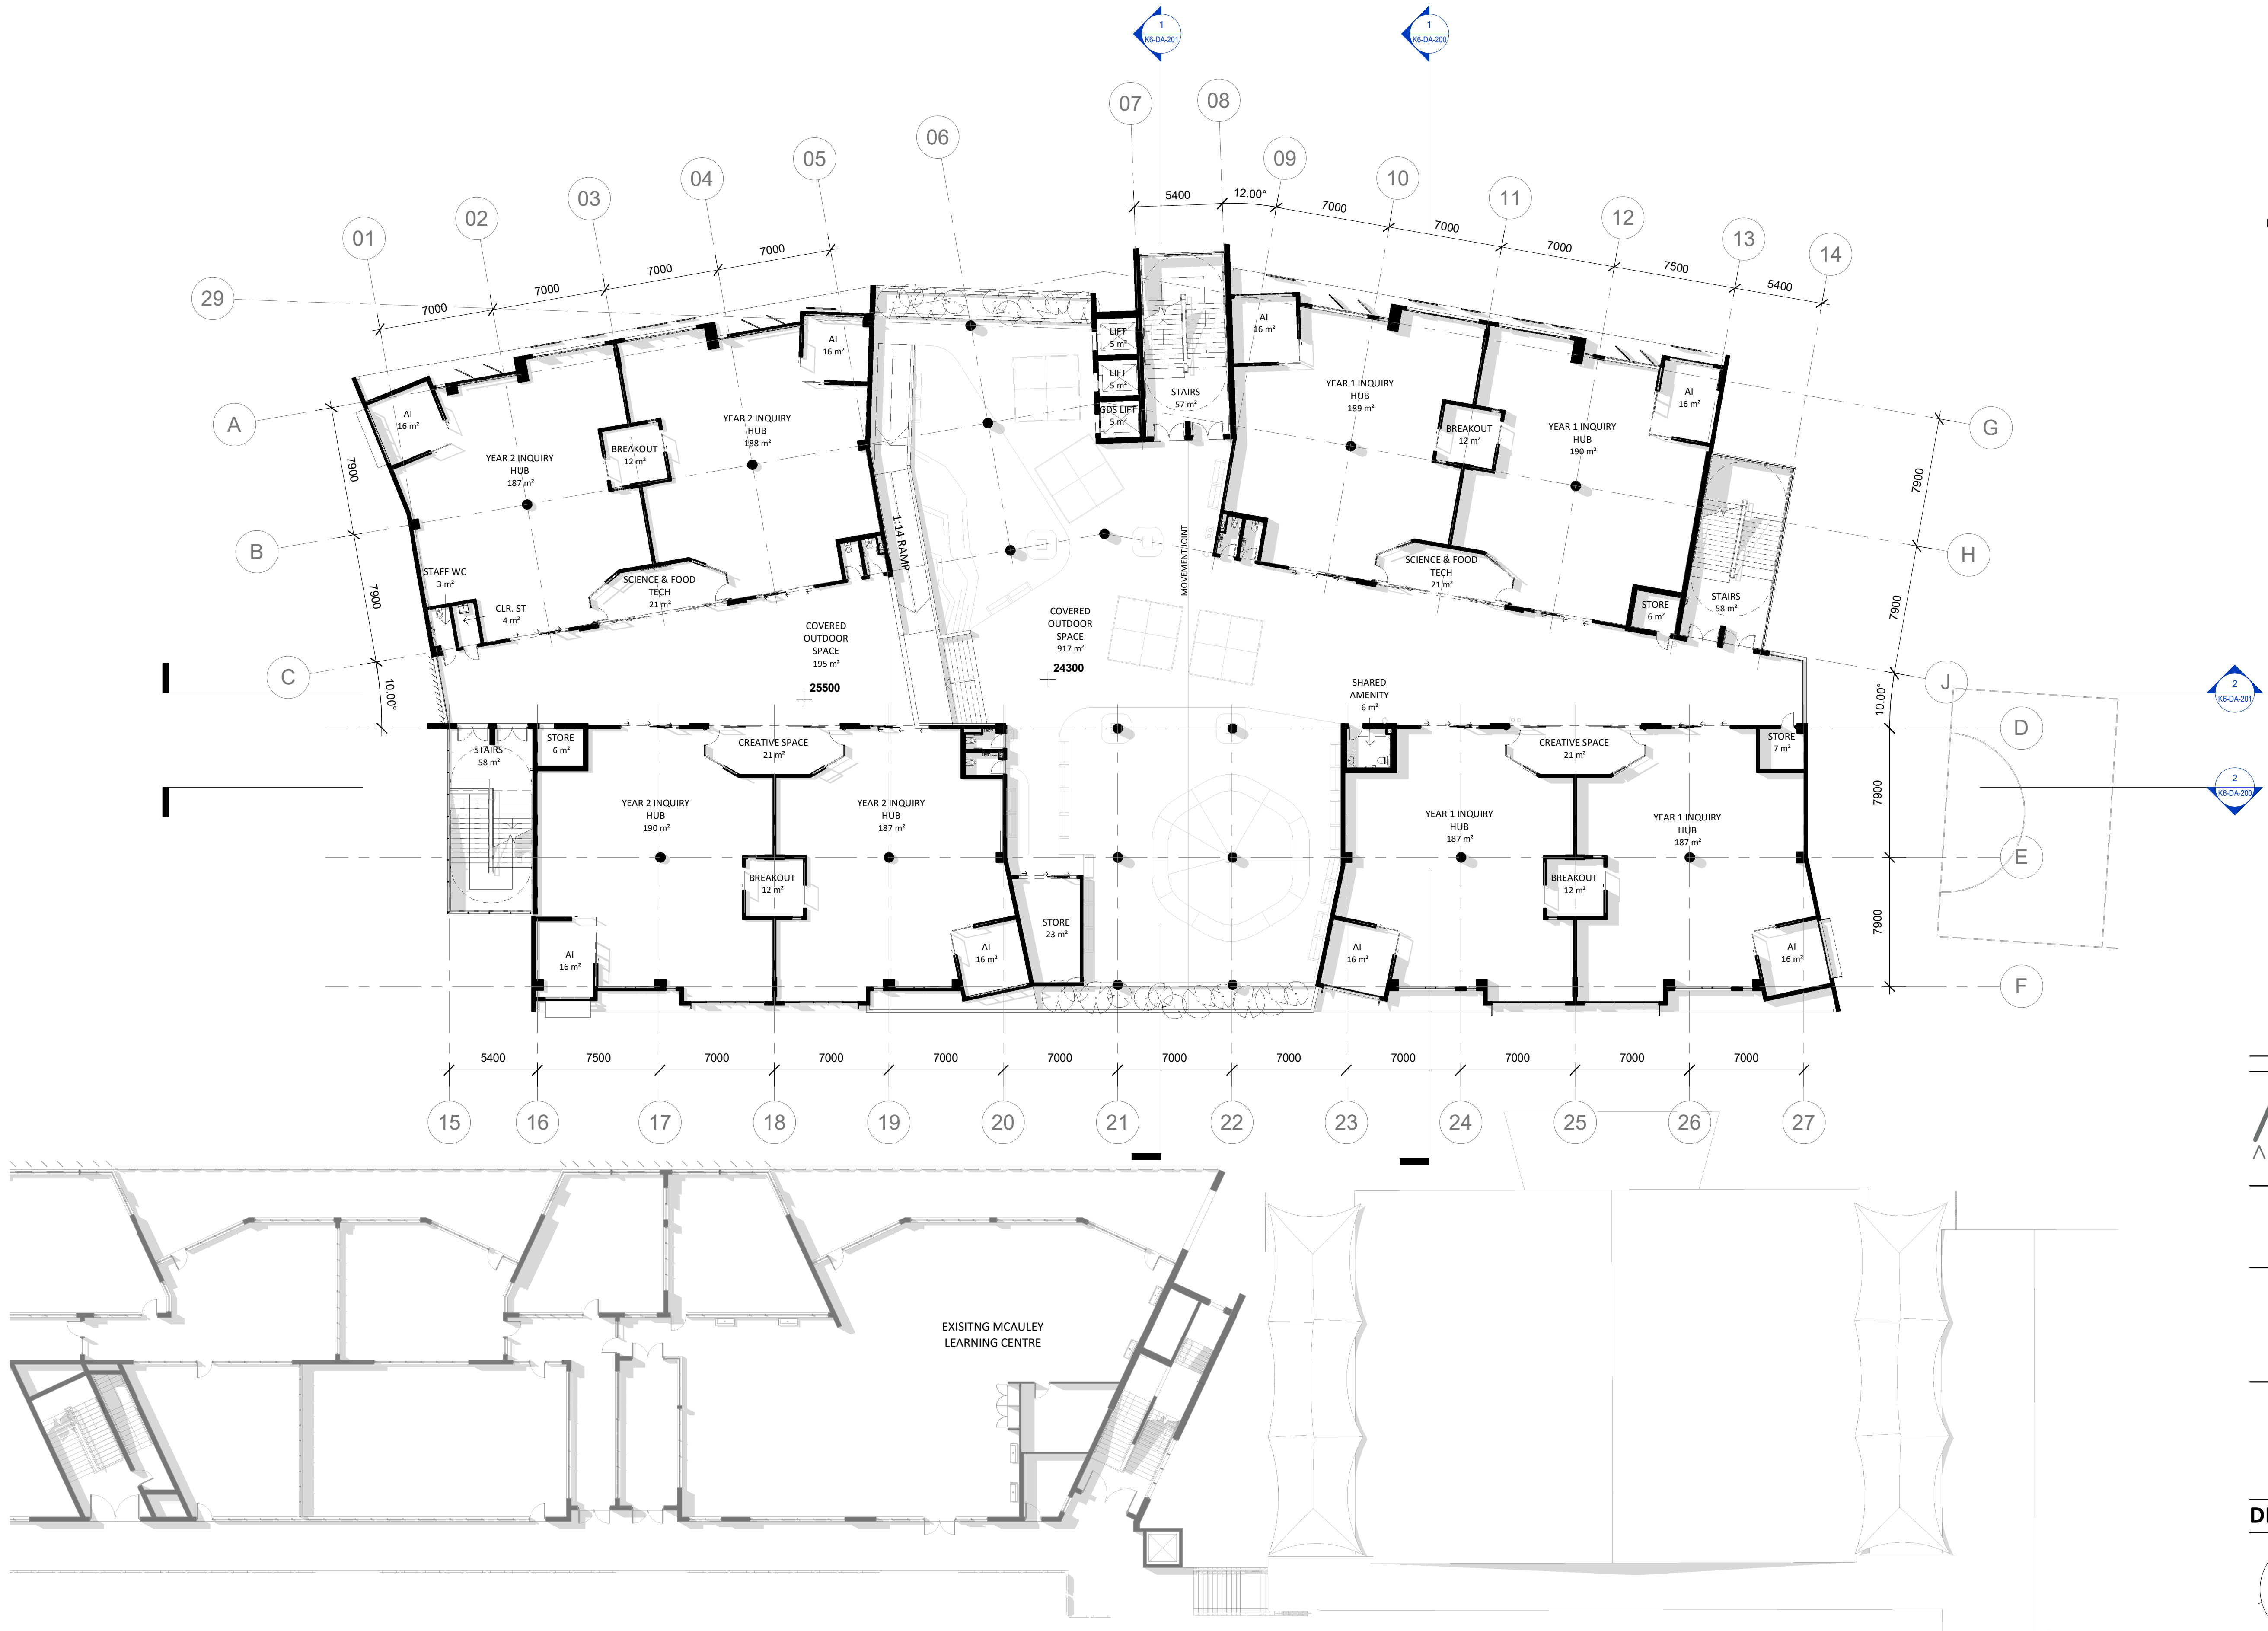 1
K6-DA-201
1
K6-DA-200
07
08
06
05
09
04
10
03
11
02
12
01
13
14
29
5400
12.00°
7000
7000
7000
7500
5400
7000
7000
7000
7000
A
B
C
7900
7900
10.00°
G
H
J
7900
7900
10.00°
AI
16 m²
YEAR 2 INQUIRY
HUB
187 m²
BREAKOUT
12 m²
YEAR 2 INQUIRY
HUB
188 m²
AI
16 m²
STAFF WC
3 m²
CLR. ST
4 m²
SCIENCE & FOOD
TECH
21 m²
1:14 RAMP
LIFT
5 m²
LIFT
5 m²
GDS LIFT
5 m²
STAIRS
57 m²
AI
16 m²
YEAR 1 INQUIRY
HUB
189 m²
BREAKOUT
12 m²
YEAR 1 INQUIRY
HUB
190 m²
AI
16 m²
SCIENCE & FOOD
TECH
21 m²
STORE
6 m²
STAIRS
58 m²
MOVEMENT JOINT
COVERED
OUTDOOR
SPACE
195 m²
25500
COVERED
OUTDOOR
SPACE
917 m²
24300
SHARED
AMENITY
6 m²
2
K6-DA-201
2
K6-DA-200
D
E
F
7900
7900
STAIRS
58 m²
STORE
6 m²
CREATIVE SPACE
21 m²
YEAR 2 INQUIRY
HUB
190 m²
YEAR 2 INQUIRY
HUB
187 m²
BREAKOUT
12 m²
AI
16 m²
AI
16 m²
STORE
23 m²
CREATIVE SPACE
21 m²
STORE
7 m²
YEAR 1 INQUIRY
HUB
187 m²
YEAR 1 INQUIRY
HUB
187 m²
BREAKOUT
12 m²
AI
16 m²
AI
16 m²
5400
7500
7000
7000
7000
7000
7000
7000
7000
7000
7000
7000
15
16
17
18
19
20
21
22
23
24
25
26
27
EXISITNG MCAULEY
LEARNING CENTRE